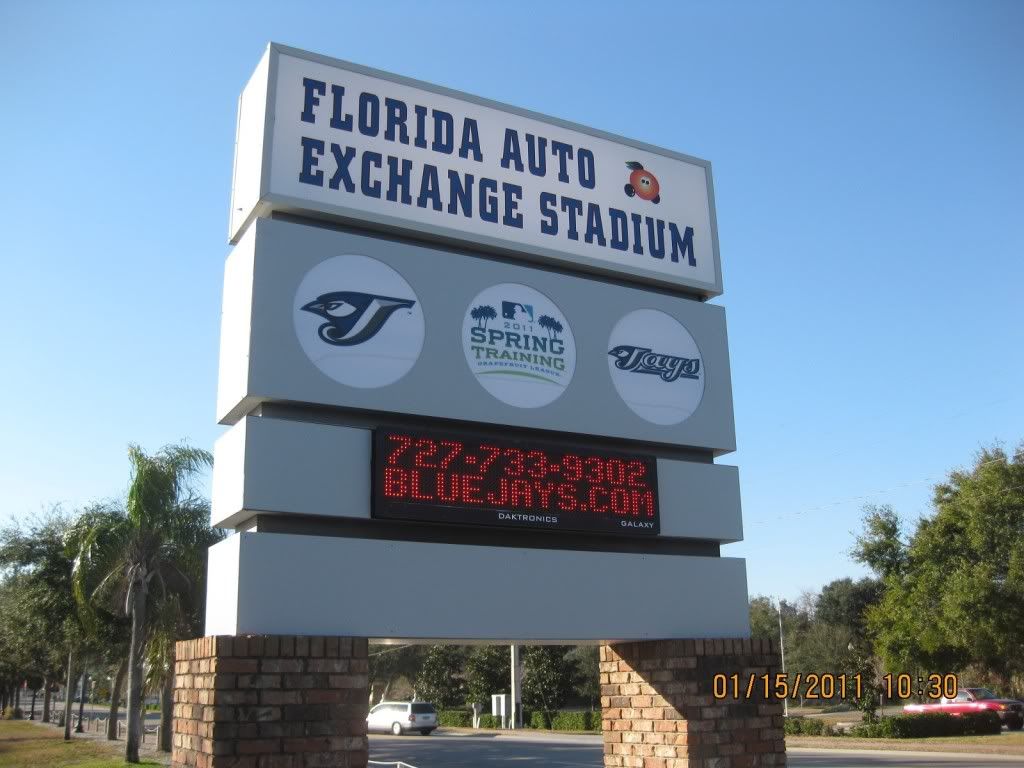 FLORIDA AUTO
EXCHANGE STADIUM
2011
SPRING
TRAINING
GRAPEFRUIT LEAGUE
Jays
727-733-9302
BLUEJAYS.COM
DAKTRONICS
GALAXY
01/15/2011 10:30